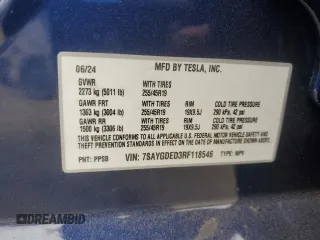 06/24 MFD BY TESLA, INC.
GVWR WITH TIRES
2273 kg (5011 lb) 255/45R19
GAWR FRT WITH TIRES RIM COLD TIRE PRESSURE
1363 kg (3004 lb) 255/45R19 19X9.5J 290 kPa, 42 psi
GAWR RR WITH TIRES RIM COLD TIRE PRESSURE
1500 kg (3306 lb) 255/45R19 19X9.5J 290 kPa, 42 psi
THIS VEHICLE CONFORMS TO ALL APPLICABLE FEDERAL MOTOR VEHICLE SAFETY, BUMPER, AND THEFT PREVENTION STANDARDS IN EFFECT ON THE DATE OF MANUFACTURE SHOWN ABOVE.
PNT: PPSB VIN: 7SAYGDED3RF118546 TYPE: MPV
DREAMBID